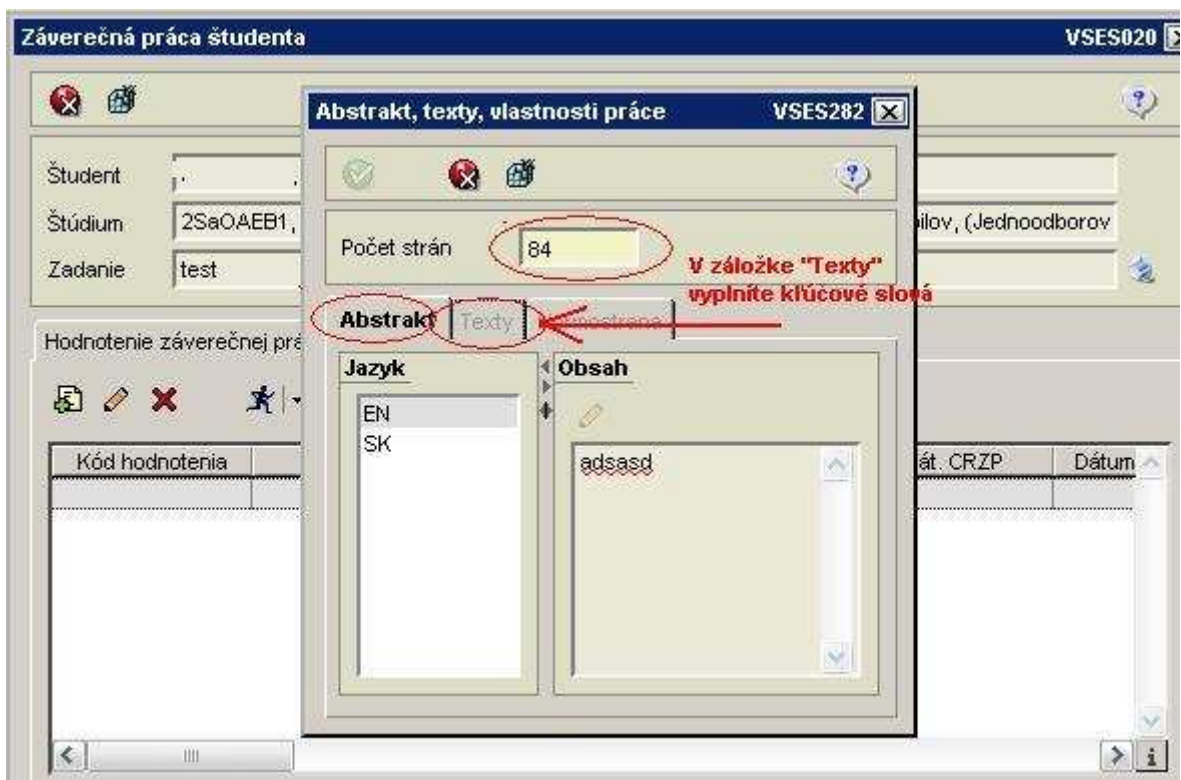 Záverečná práca študenta VSES020
Abstrakt, texty, vlastnosti práce VSES282
Študent
Štúdium 2SaOAEB1, (Jednoodborov
Zadanie test
Počet strán 84
V záložke "Texty"
vyplníte kľúčové slová
Abstrakt Texty
Hodnotenie záverečnej prá
Jazyk Obsah
EN
SK
adsasd
Kód hodnotenia át. CRZP Dátum